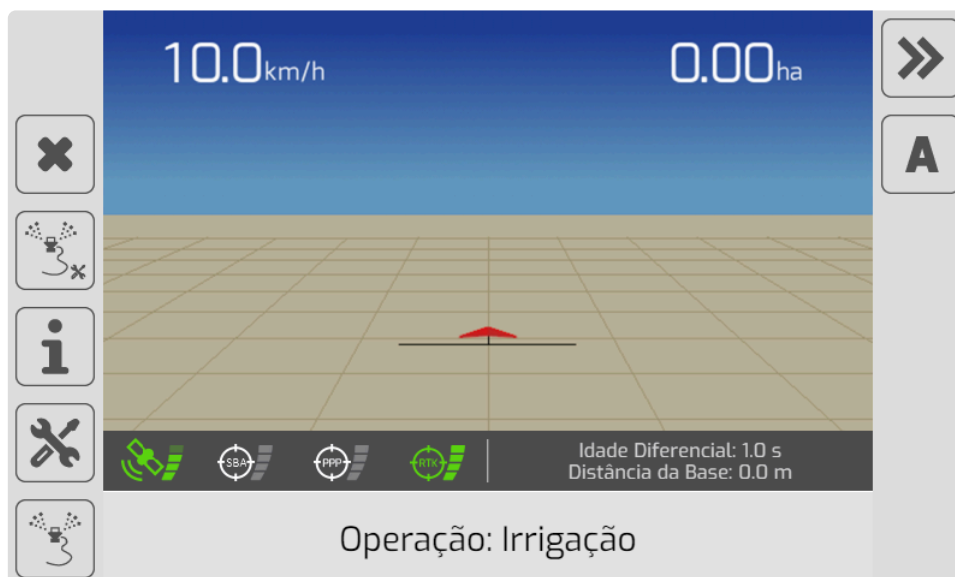 10.0km/h
0.00ha
A
SBA
PPP
RTK
Idade Diferencial: 1.0 s
Distância da Base: 0.0 m
Operação: Irrigação